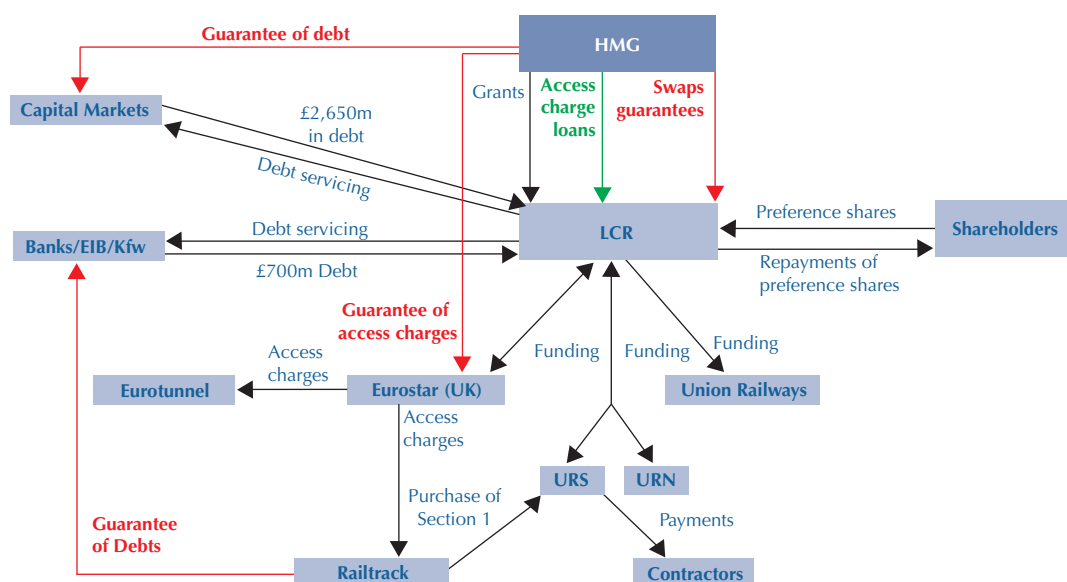 Guarantee of debt
HMG
Grants
Access
charge
loans
Swaps
guarantees
Capital Markets
£2,650m
in debt
Debt servicing
Preference shares
Debt servicing
LCR
Shareholders
Banks/EIB/Kfw
£700m Debt
Repayments of
preference shares
Guarantee of
access charges
Funding
Funding
Funding
Access
charges
Eurotunnel
Eurostar (UK)
Union Railways
Access
charges
URS
URN
Purchase of
Section 1
Payments
Guarantee
of Debts
Railtrack
Contractors